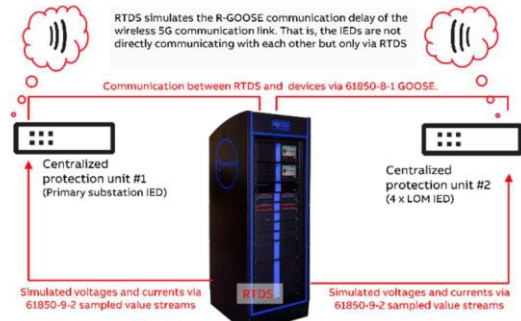 RTDS simulates the R-GOOSE communication delay of the
wireless 5G communication link. That is, the IEDs are not
directly communicating with each other but only via RTDS
Communication between RTDS and devices via 61850-8-1 GOOSE.
Centralized
protection unit #1
(Primary substation IED)
Centralized
protection unit #2
(4 x LOM IED)
Simulated voltages and currents via
61850-9-2 sampled value streams
RTDS
Simulated voltages and currents via
61850-9-2 sampled value streams